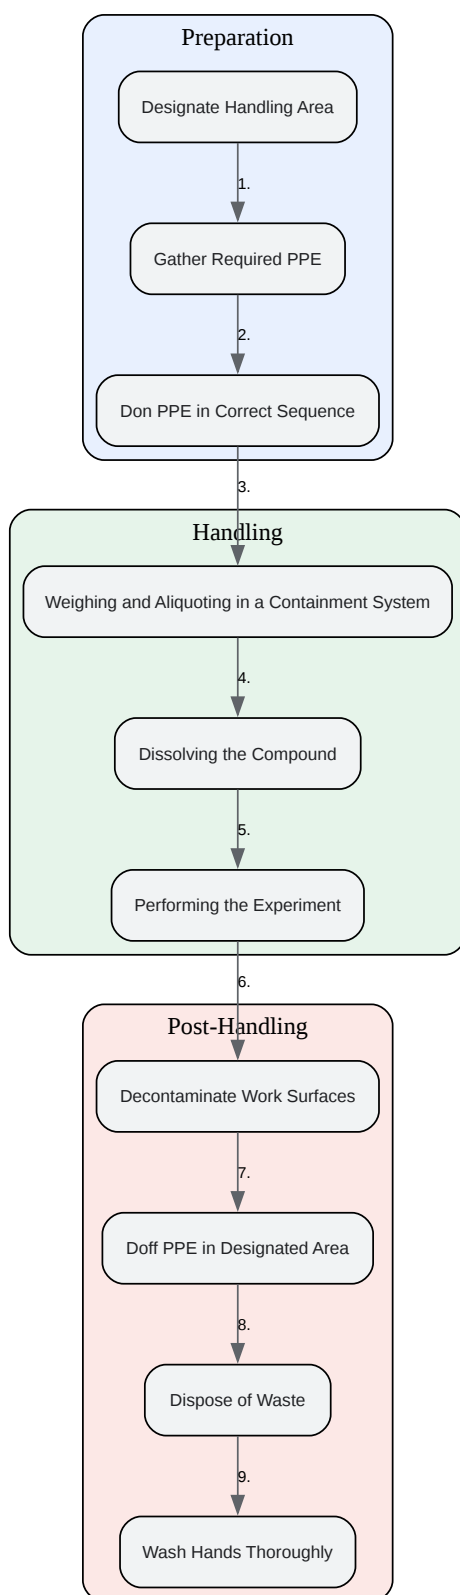 Preparation
Designate Handling Area
1.
Gather Required PPE
2.
Don PPE in Correct Sequence
3.
Handling
Weighing and Aliquoting in a Containment System
4.
Dissolving the Compound
5.
Performing the Experiment
6.
Post-Handling
Decontaminate Work Surfaces
7.
Doff PPE in Designated Area
8.
Dispose of Waste
9.
Wash Hands Thoroughly